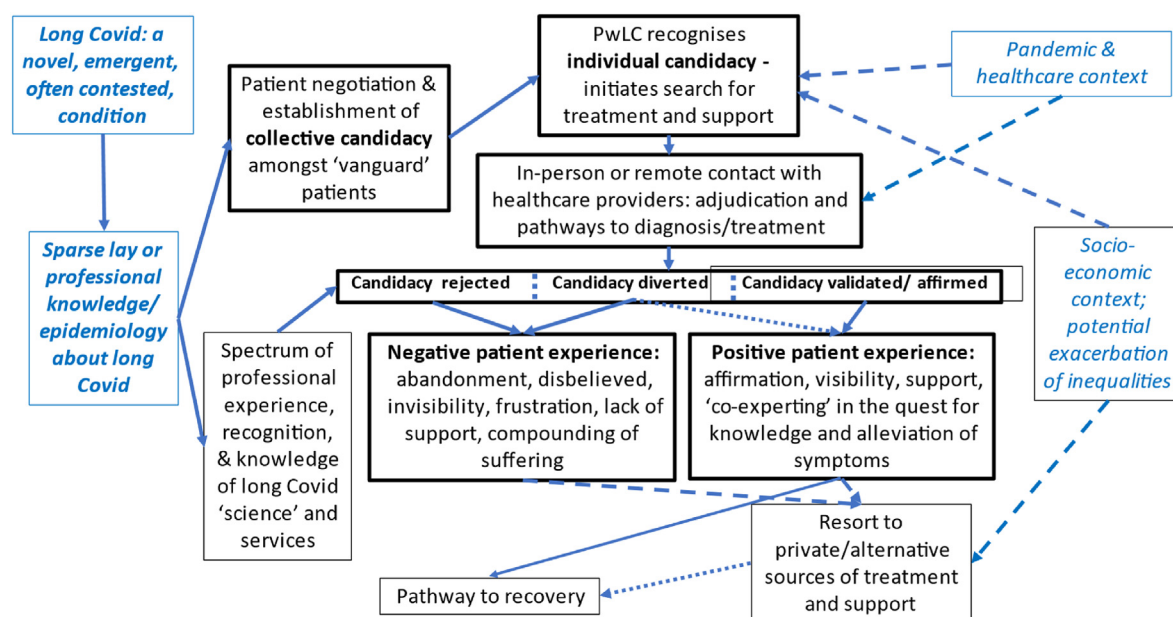 Long Covid: a
novel, emergent,
often contested,
condition
Patient negotiation &
establishment of
collective candidacy
amongst ‘vanguard’
patients
PwLC recognises
individual candidacy -
initiates search for
treatment and support
Pandemic &
healthcare context
In-person or remote contact with
healthcare providers: adjudication and
pathways to diagnosis/treatment
Sparse lay or
professional
knowledge/
epidemiology
about long
Covid
Socio-
economic
context;
potential
exacerbation
of inequalities
Candidacy rejected
Candidacy diverted
Candidacy validated/ affirmed
Spectrum of
professional
experience,
recognition,
& knowledge
of long Covid
‘science’ and
services
Negative patient experience:
abandonment, disbelieved,
invisibility, frustration, lack of
support, compounding of
suffering
Positive patient experience:
affirmation, visibility, support,
‘co-experting’ in the quest for
knowledge and alleviation of
symptoms
Resort to
private/alternative
sources of treatment
and support
Pathway to recovery